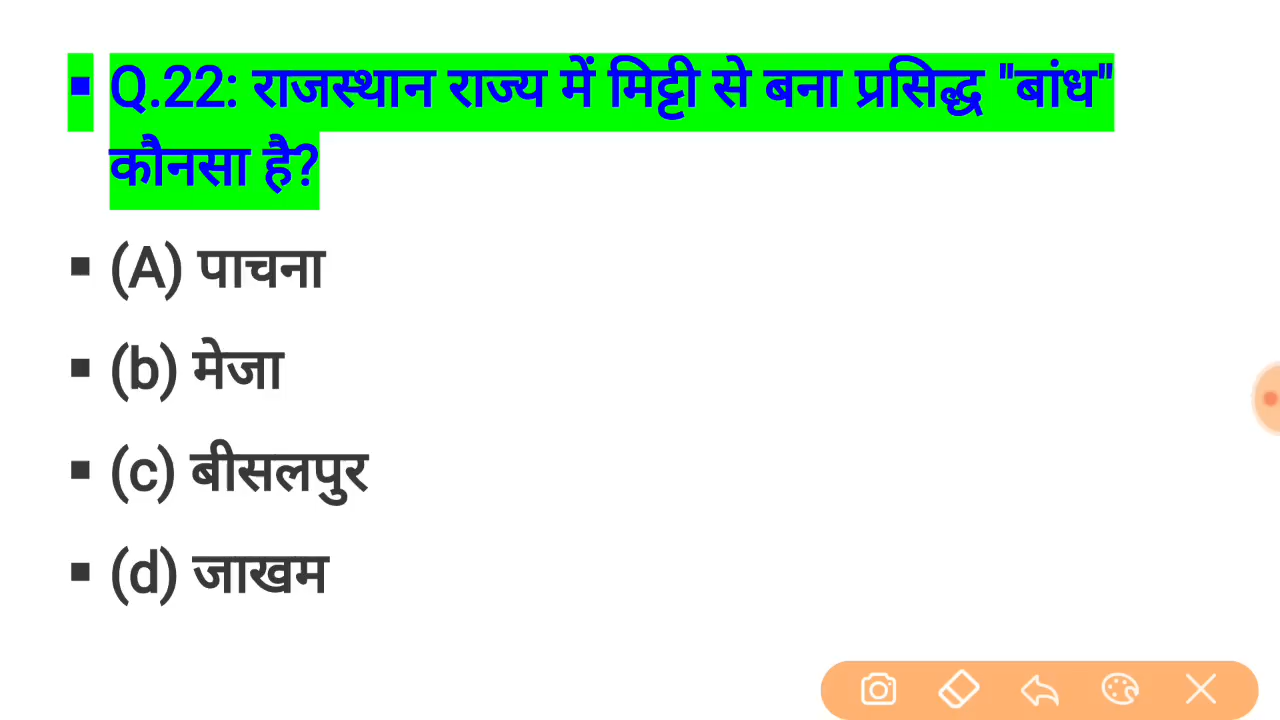 ▪ Q.22: राजस्थान राज्य में मिट्टी से बना प्रसिद्ध "बांध"
कौनसा है?
▪ (A) पाचना
▪ (b) मेजा
▪ (c) बीसलपुर
▪ (d) जाखम